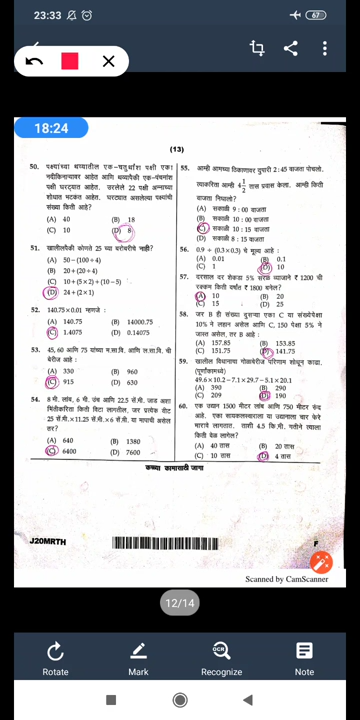 23:33
67
18:24
(13)
50. पक्ष्यांच्या थव्यातील एक-चतुर्थांश पक्षी एका
नदीकिनाऱ्यावर आहेत आणि थव्यापैकी एक-पंचमांश
पक्षी घरट्यात आहेत. उरलेले 22 पक्षी अन्नाच्या
शोधात भटकत आहेत. घरट्यात असलेल्या पक्ष्यांची
संख्या किती आहे?
(A) 40 (B) 18
(C) 10 (D) 8
51. खालीलपैकी कोणते 25 च्या बरोबरीचे नाही?
(A) 50−(100÷4)
(B) 20+(20÷4)
(C) 10+(5×2)+(10−5)
(D) 24+(2×1)
52. 140.75×0.01 म्हणजे :
(A) 140.75 (B) 14000.75
(C) 1.4075 (D) 0.14075
53. 45, 60 आणि 75 यांच्या म.सा.वि. आणि ल.सा.वि. ची
बेरीज आहे :
(A) 330 (B) 960
(C) 915 (D) 630
54. 8 मी. लांब, 6 मी. उंच आणि 22.5 सें.मी. जाड अशा
भिंतीकरिता किती विटा लागतील, जर प्रत्येक वीट
25 सें.मी.×11.25 सें.मी.×6 सें.मी. या मापाची असेल
तर?
(A) 640 (B) 1380
(C) 6400 (D) 7600
55. आम्ही आमच्या ठिकाणावर दुपारी 2:45 वाजता पोचलो.
त्याकरिता आम्ही 4 1/2 तास प्रवास केला. आम्ही किती
वाजता निघालो?
(A) सकाळी 9:00 वाजता
(B) सकाळी 10:00 वाजता
(C) सकाळी 10:15 वाजता
(D) सकाळी 8:15 वाजता
56. 0.9 ÷ (0.3×0.3) चे मूल्य आहे :
(A) 0.01 (B) 0.1
(C) 1 (D) 10
57. दरसाल दर शेकडा 5% सरळ व्याजाने ₹ 1200 ची
रक्कम किती वर्षांत ₹ 1800 बनेल?
(A) 10 (B) 20
(C) 15 (D) 25
58. जर B ही संख्या दुसऱ्या एका C या संख्येपेक्षा
10% ने लहान असेल आणि C, 150 पेक्षा 5% ने
जास्त असेल, तर B आहे :
(A) 157.85 (B) 153.85
(C) 151.75 (D) 141.75
59. खालील विधानाचा गोळाबेरीज परिणाम शोधून काढा.
(पूर्णांकामध्ये)
49.6×10.2−7.1×29.7−5.1×20.1
(A) 390 (B) 290
(C) 209 (D) 190
60. एक उद्यान 1500 मीटर लांब आणि 750 मीटर रुंद
आहे. एका सायकलस्वाराला या उद्यानाला चार फेरे
मारावे लागतात. ताशी 4.5 कि.मी. गतीने त्याला
किती वेळ लागेल?
(A) 40 तास (B) 20 तास
(C) 10 तास (D) 4 तास
कच्च्या कामासाठी जागा
J20MRTH
F
Scanned by CamScanner
12/14
OCR
Rotate Mark Recognize Note